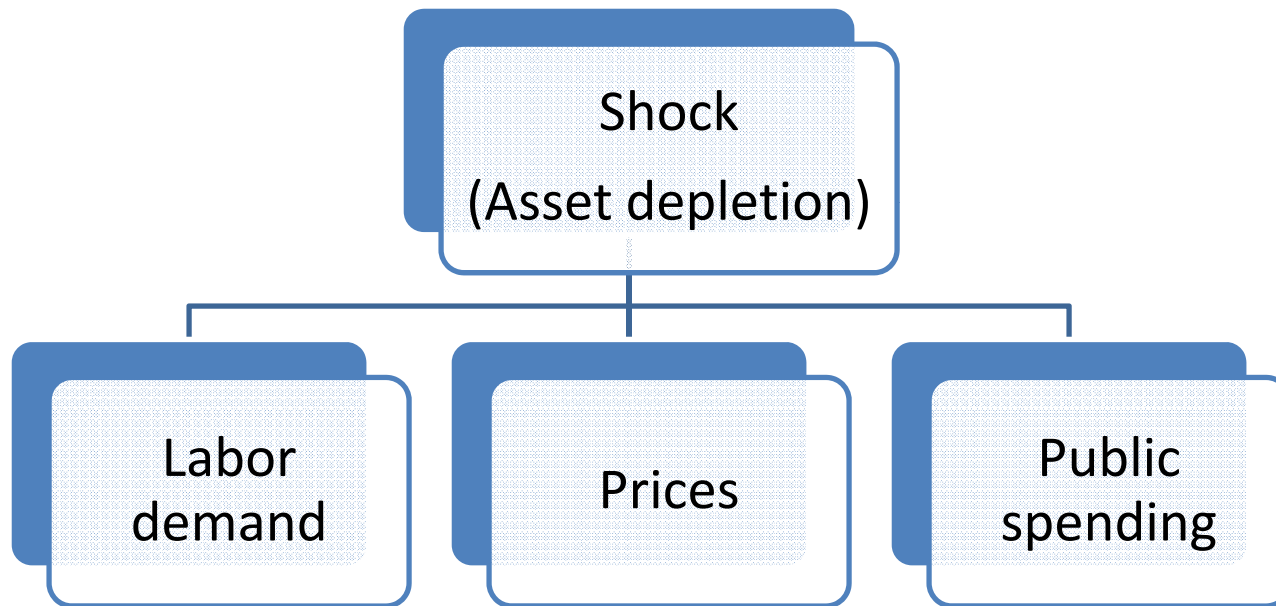 Shock
(Asset depletion)
Labor
demand
Prices
Public
spending